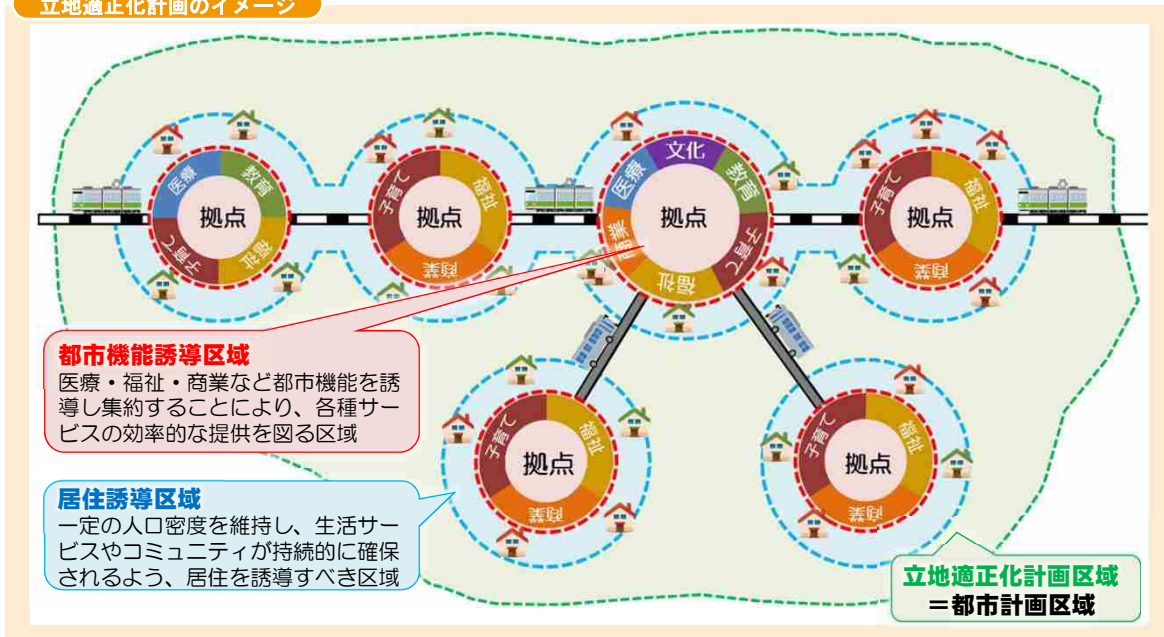 立地適正化計画のイメージ
医療
教育
福祉
子育て
拠点
子育て
福祉
商業
拠点
医療
文化
教育
子育て
福祉
商業
拠点
子育て
福祉
商業
拠点
都市機能誘導区域
医療・福祉・商業など都市機能を誘
導し集約することにより、各種サー
ビスの効率的な提供を図る区域
子育て
福祉
商業
拠点
子育て
福祉
商業
拠点
居住誘導区域
一定の人口密度を維持し、生活サー
ビスやコミュニティが持続的に確保
されるよう、居住を誘導すべき区域
立地適正化計画区域
＝都市計画区域